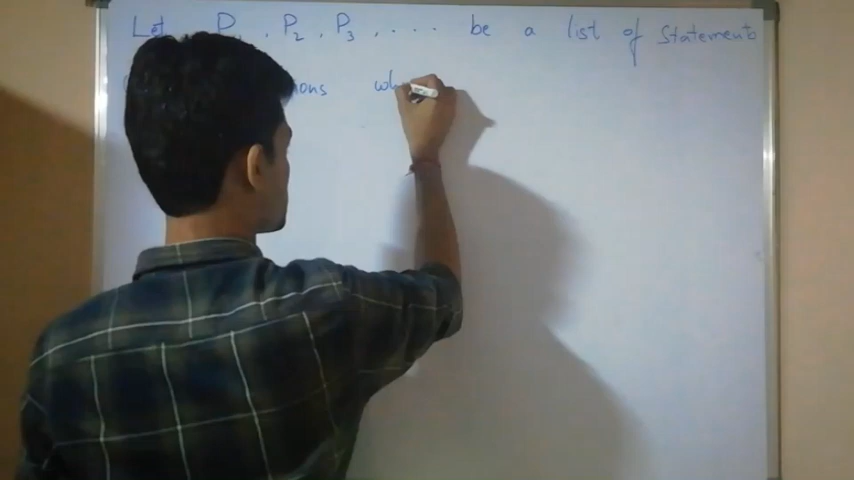 Let P₁, P₂, P₃, .... be a list of statements
ions wh